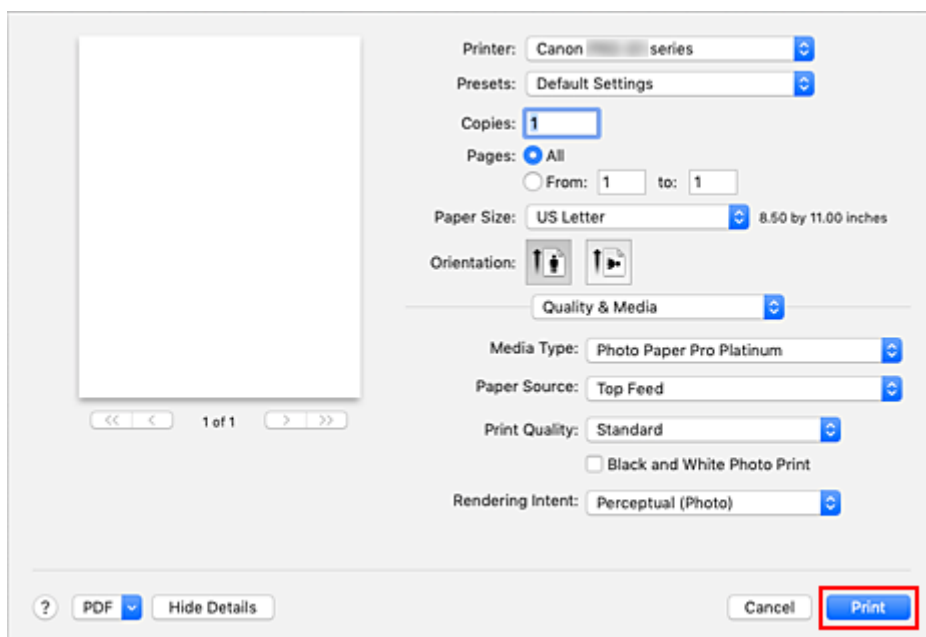 Printer: Canon series
Presets: Default Settings
Copies: 1
Pages: All
From: 1 to: 1
Paper Size: US Letter 8.50 by 11.00 inches
Orientation:
Quality & Media
Media Type: Photo Paper Pro Platinum
Paper Source: Top Feed
<< < 1 of 1 > >>
Print Quality: Standard
Black and White Photo Print
Rendering Intent: Perceptual (Photo)
? PDF Hide Details Cancel Print